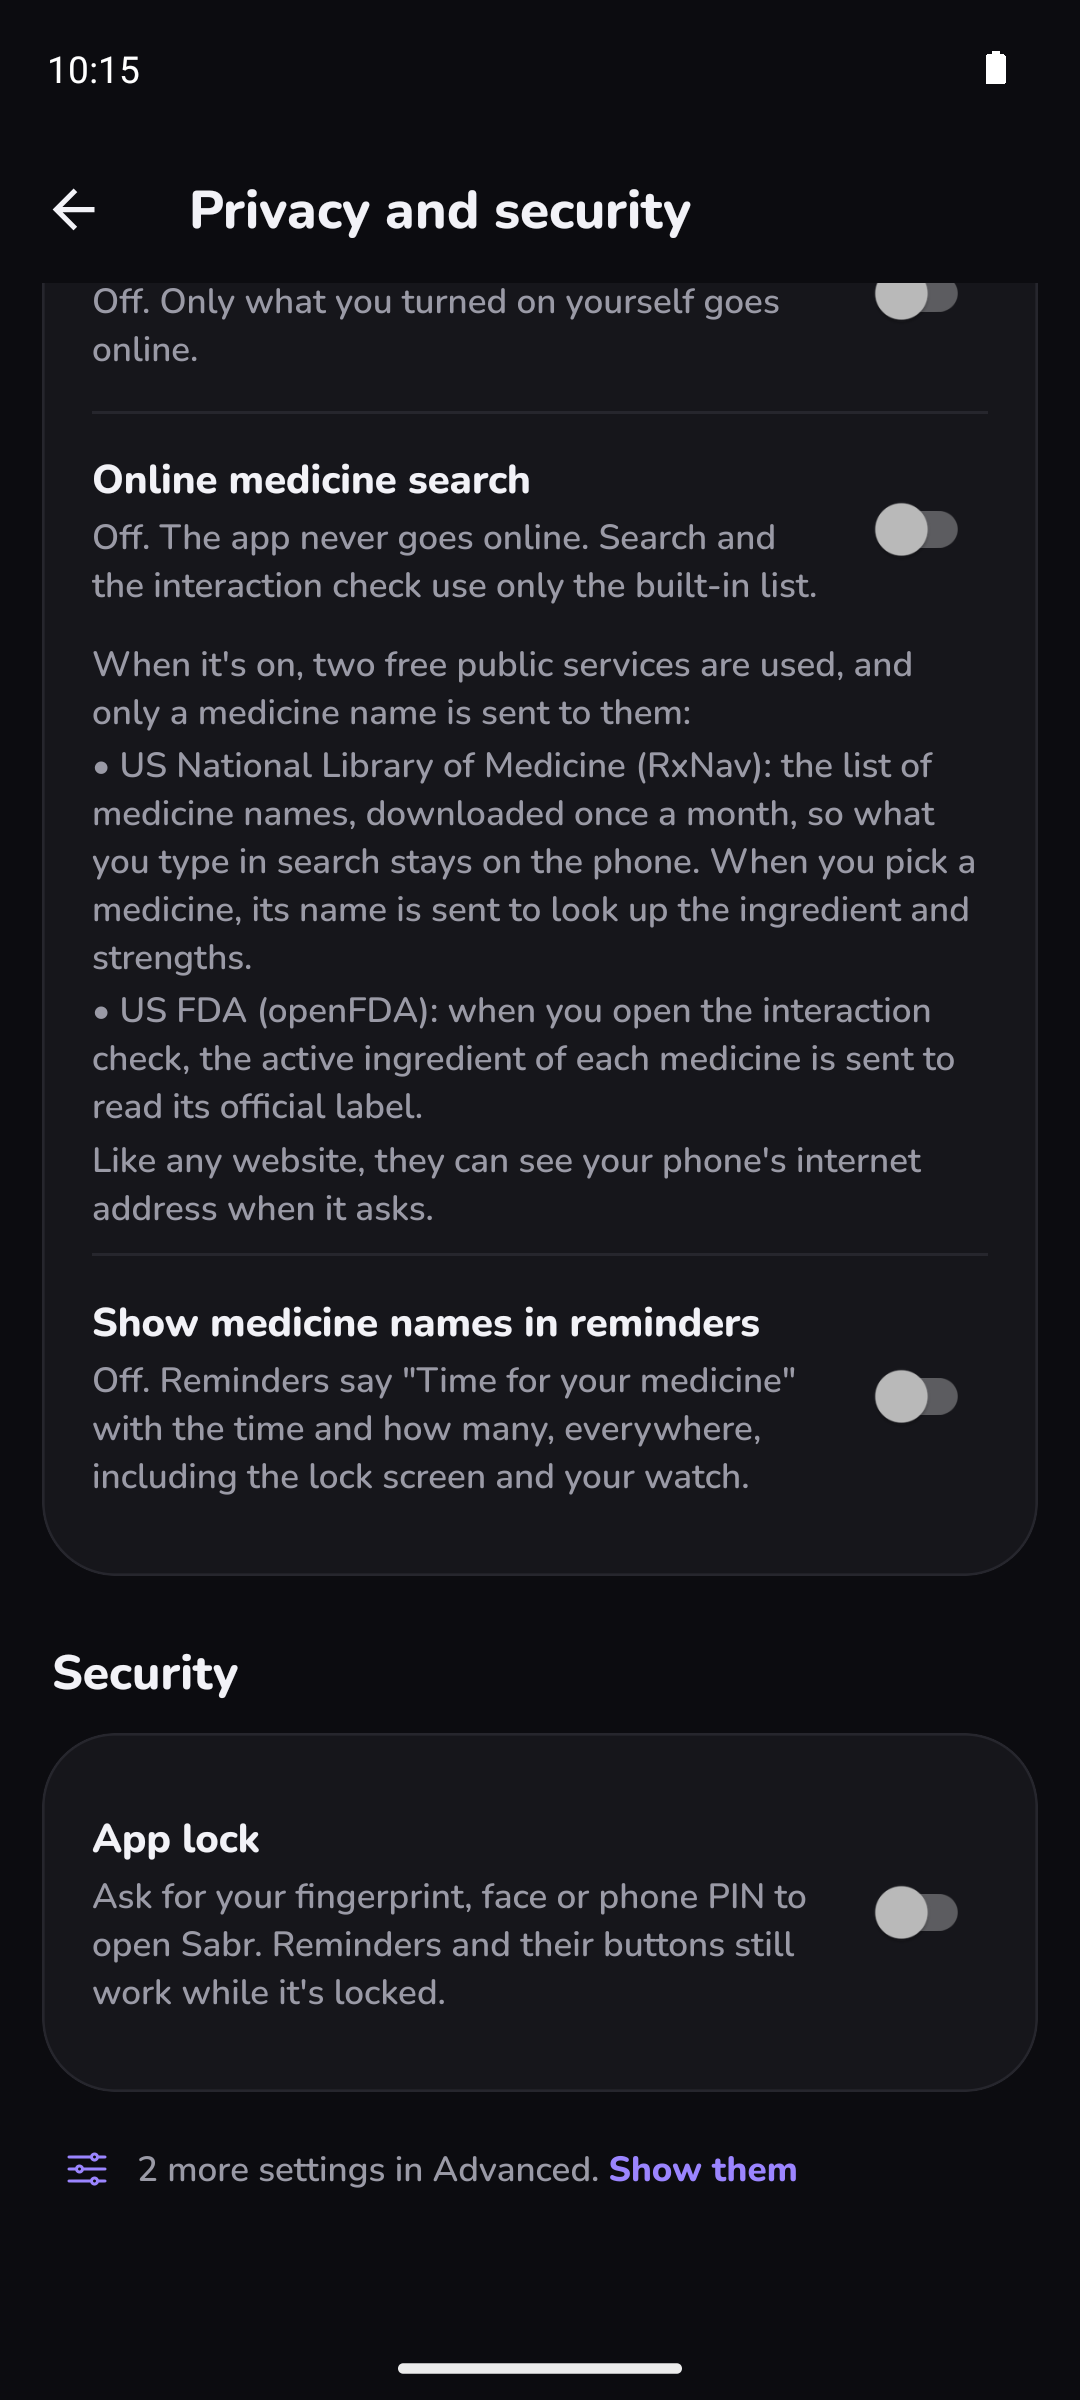 10:15
Privacy and security
Off. Only what you turned on yourself goes
online.
Online medicine search
Off. The app never goes online. Search and
the interaction check use only the built-in list.
When it's on, two free public services are used, and
only a medicine name is sent to them:
• US National Library of Medicine (RxNav): the list of
medicine names, downloaded once a month, so what
you type in search stays on the phone. When you pick a
medicine, its name is sent to look up the ingredient and
strengths.
• US FDA (openFDA): when you open the interaction
check, the active ingredient of each medicine is sent to
read its official label.
Like any website, they can see your phone's internet
address when it asks.
Show medicine names in reminders
Off. Reminders say "Time for your medicine"
with the time and how many, everywhere,
including the lock screen and your watch.
Security
App lock
Ask for your fingerprint, face or phone PIN to
open Sabr. Reminders and their buttons still
work while it's locked.
2 more settings in Advanced. Show them